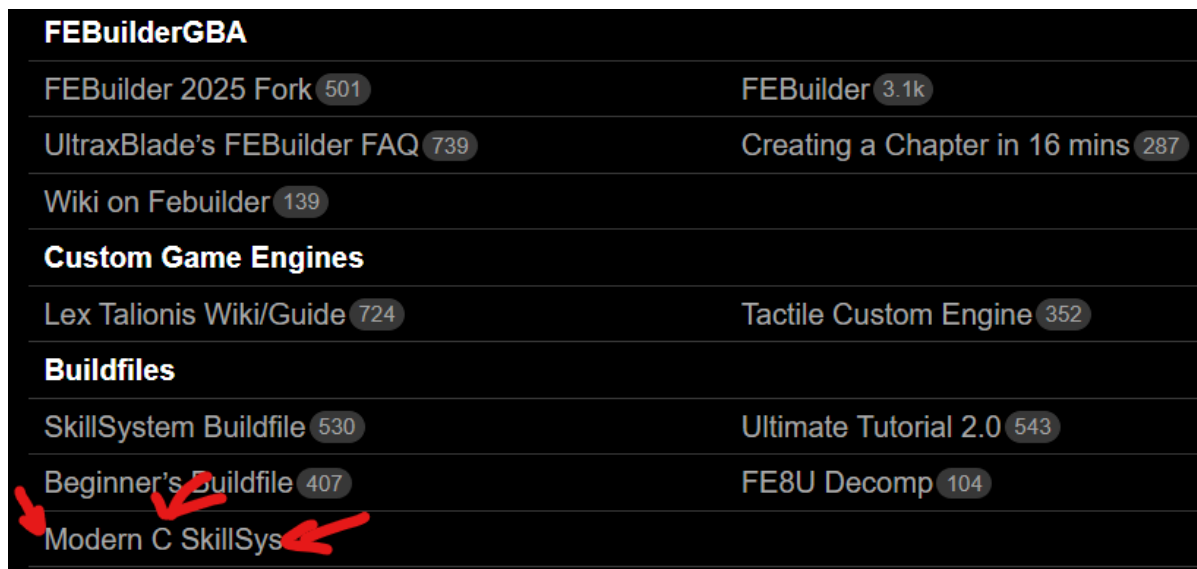 FEBuilderGBA
FEBuilder 2025 Fork 501 FEBuilder 3.1k
UltraxBlade’s FEBuilder FAQ 739 Creating a Chapter in 16 mins 287
Wiki on Febuilder 139
Custom Game Engines
Lex Talionis Wiki/Guide 724 Tactile Custom Engine 352
Buildfiles
SkillSystem Buildfile 530 Ultimate Tutorial 2.0 543
Beginner’s Buildfile 407 FE8U Decomp 104
Modern C SkillSys